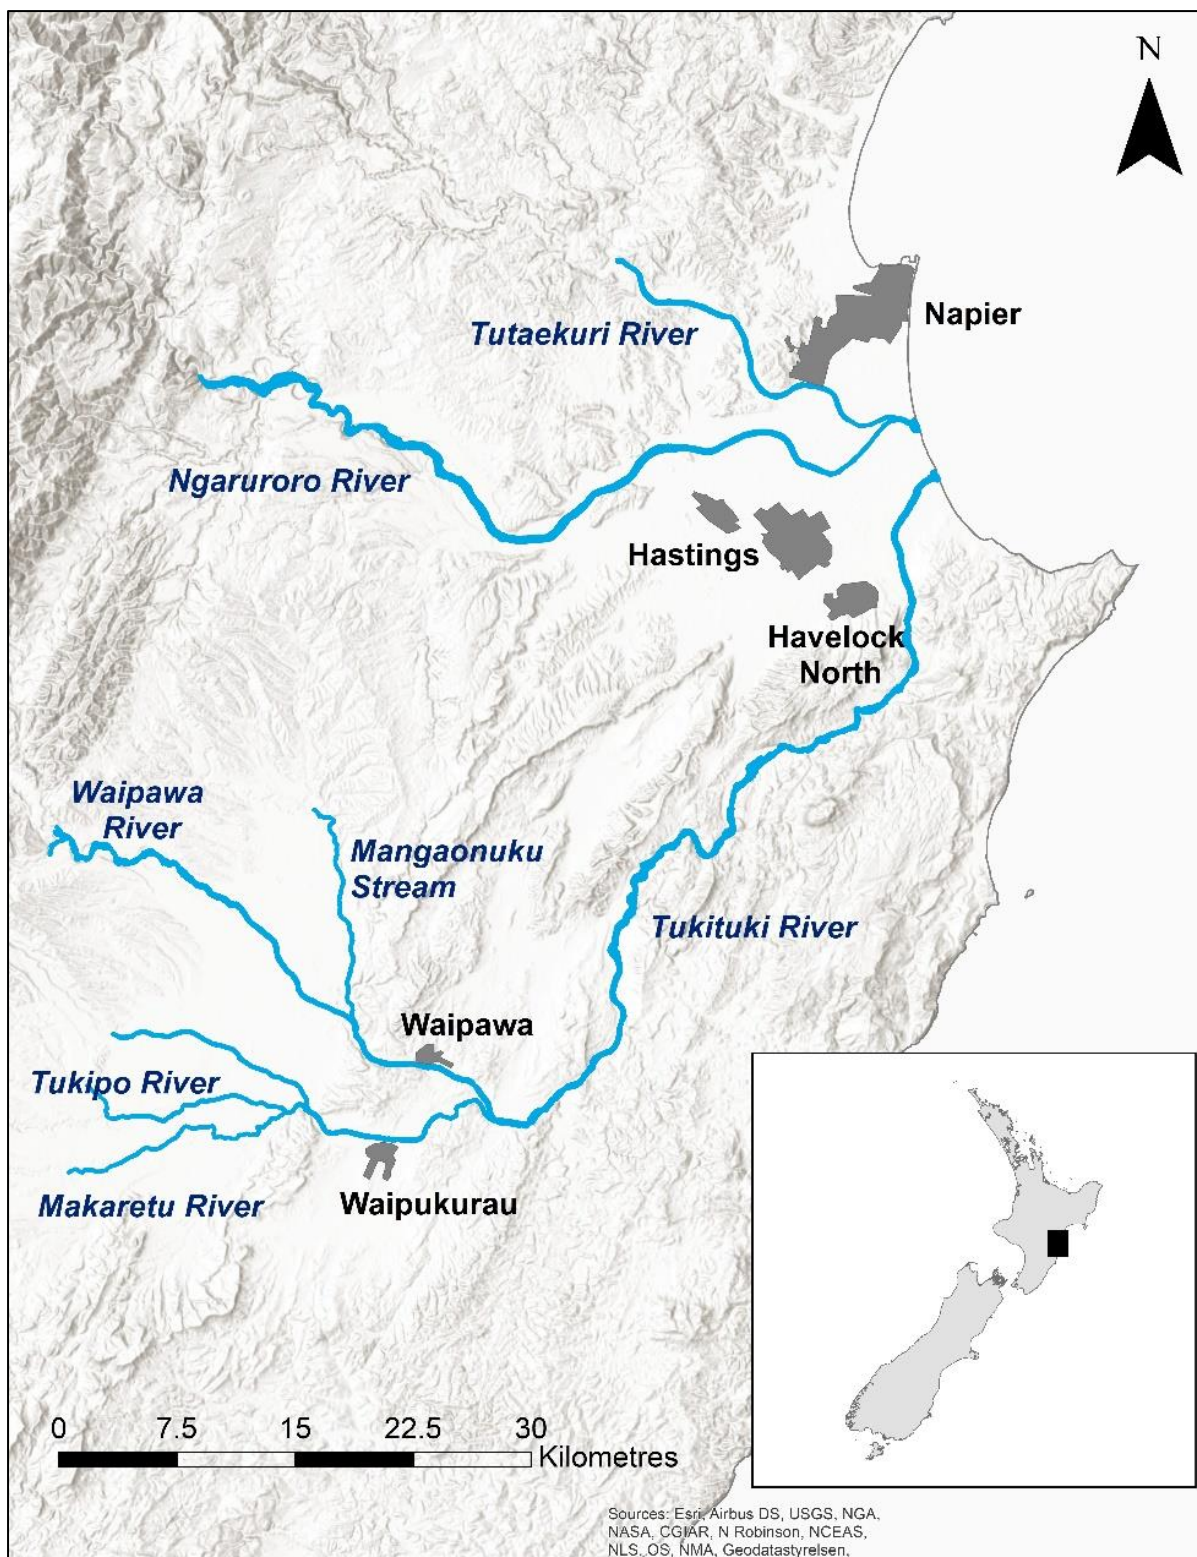 N
Napier
Tutaekuri River
Ngaruroro River
Hastings
Havelock
North
Waipawa
River
Mangaonuku
Stream
Tukituki River
Waipawa
Tukipo River
Makaretu River
Waipukurau
0 7.5 15 22.5 30
Kilometres
Sources: Esri, Airbus DS, USGS, NGA,
NASA, CGIAR, N Robinson, NCEAS,
NLS, OS, NMA, Geodatastyrelsen,